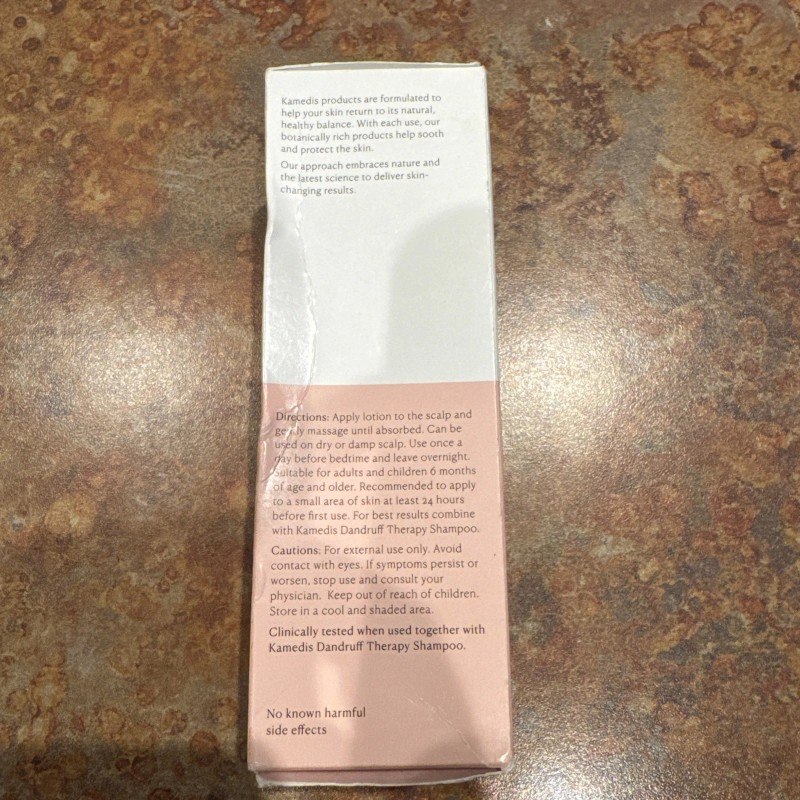 Kamedis products are formulated to
help your skin return to its natural,
healthy balance. With each use, our
botanically rich products help sooth
and protect the skin.
Our approach embraces nature and
the latest science to deliver skin-
changing results.
Directions: Apply lotion to the scalp and
gently massage until absorbed. Can be
used on dry or damp scalp. Use once a
day before bedtime and leave overnight.
Suitable for adults and children 6 months
of age and older. Recommended to apply
to a small area of skin at least 24 hours
before first use. For best results combine
with Kamedis Dandruff Therapy Shampoo.
Cautions: For external use only. Avoid
contact with eyes. If symptoms persist or
worsen, stop use and consult your
physician. Keep out of reach of children.
Store in a cool and shaded area.
Clinically tested when used together with
Kamedis Dandruff Therapy Shampoo.
No known harmful
side effects